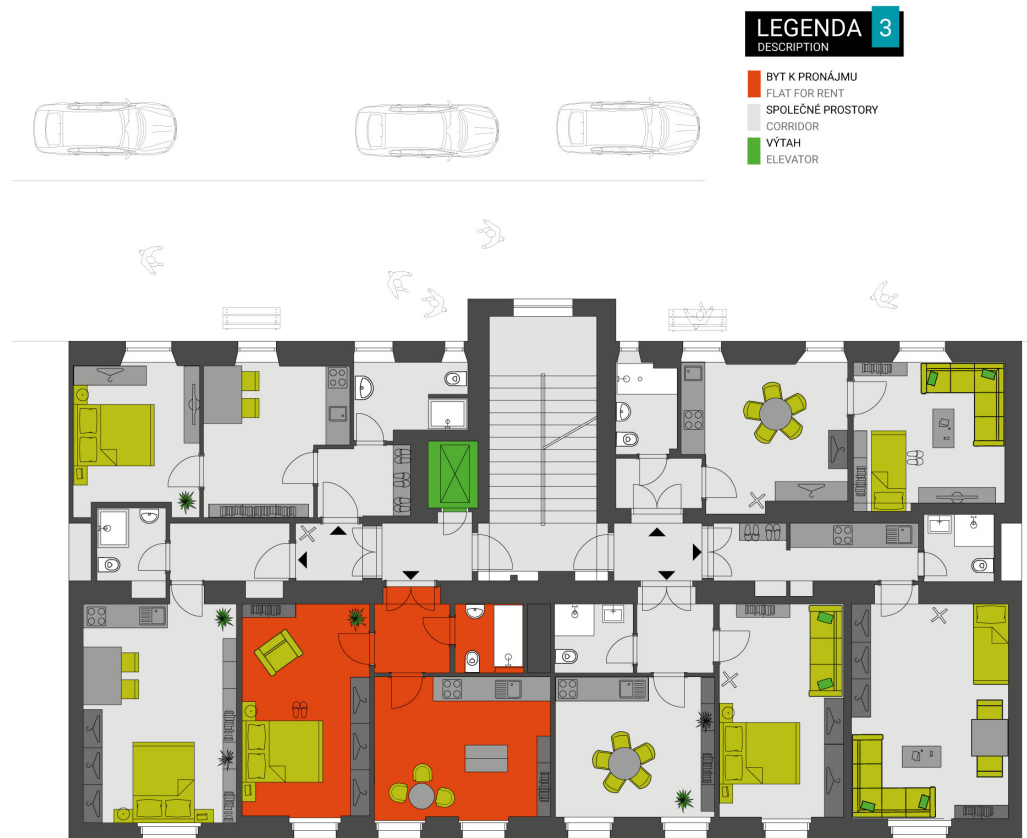 LEGENDA 3
DESCRIPTION
BYT K PRONÁJMU
FLAT FOR RENT
SPOLEČNÉ PROSTORY
CORRIDOR
VÝTAH
ELEVATOR